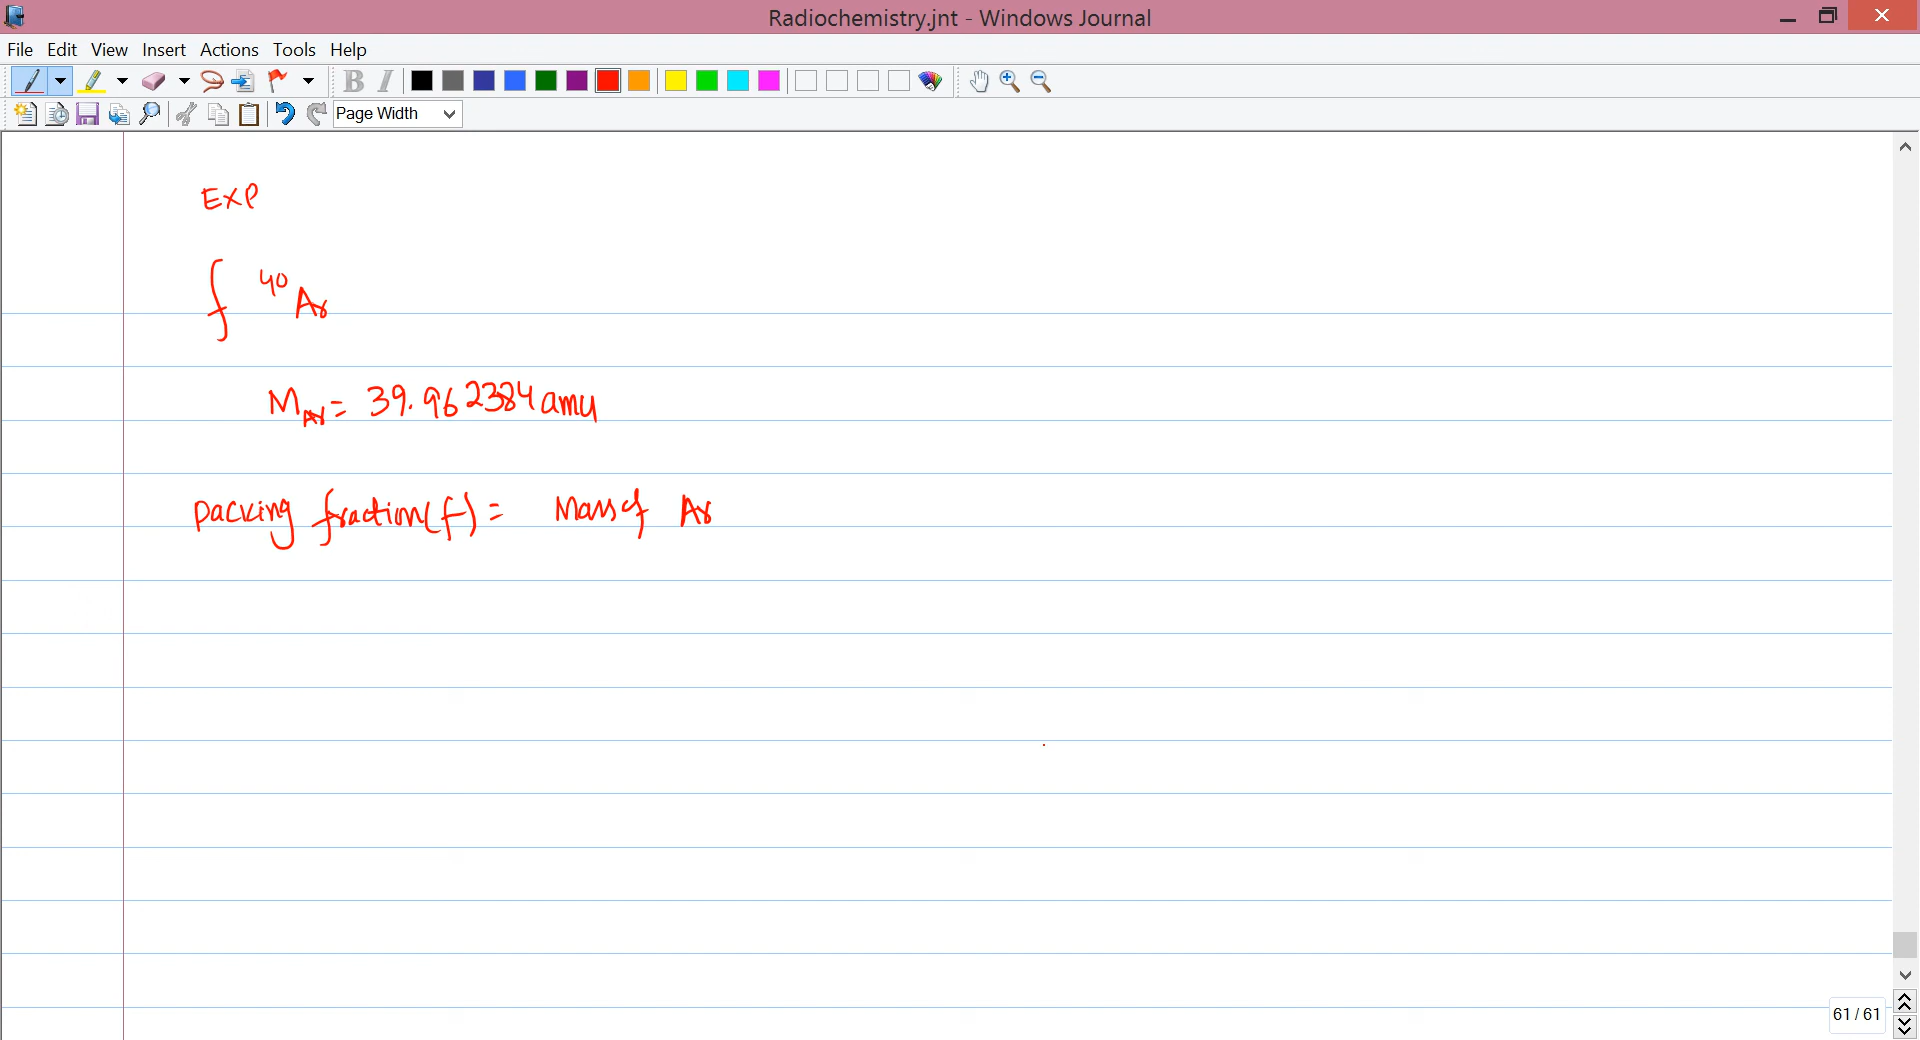 Radiochemistry.jnt - Windows Journal
File Edit View Insert Actions Tools Help
B I
Page Width
Exp
f ⁴⁰Ar
M_Ar = 39.962384 amu
Packing fraction (f) = Mass of Ar
61 / 61